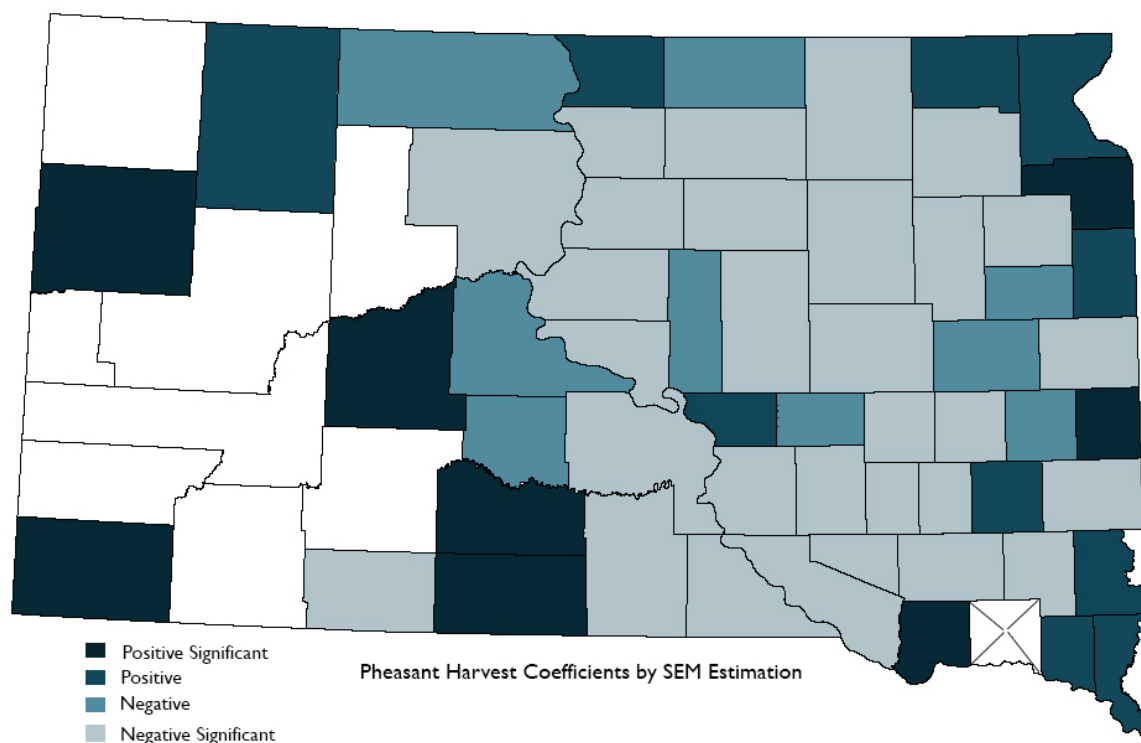 Positive Significant
Positive
Negative
Negative Significant
Pheasant Harvest Coefficients by SEM Estimation